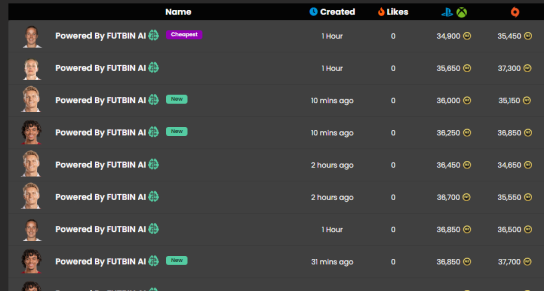 Name Created Likes
Powered By FUTBIN AI Cheapest 1 Hour 0 34,900 35,450
Powered By FUTBIN AI 1 Hour 0 35,650 37,300
Powered By FUTBIN AI New 10 mins ago 0 36,000 35,150
Powered By FUTBIN AI New 10 mins ago 0 36,250 36,850
Powered By FUTBIN AI 2 hours ago 0 36,450 34,650
Powered By FUTBIN AI 2 hours ago 0 36,700 35,550
Powered By FUTBIN AI 1 Hour 0 36,850 36,500
Powered By FUTBIN AI New 31 mins ago 0 36,850 37,700